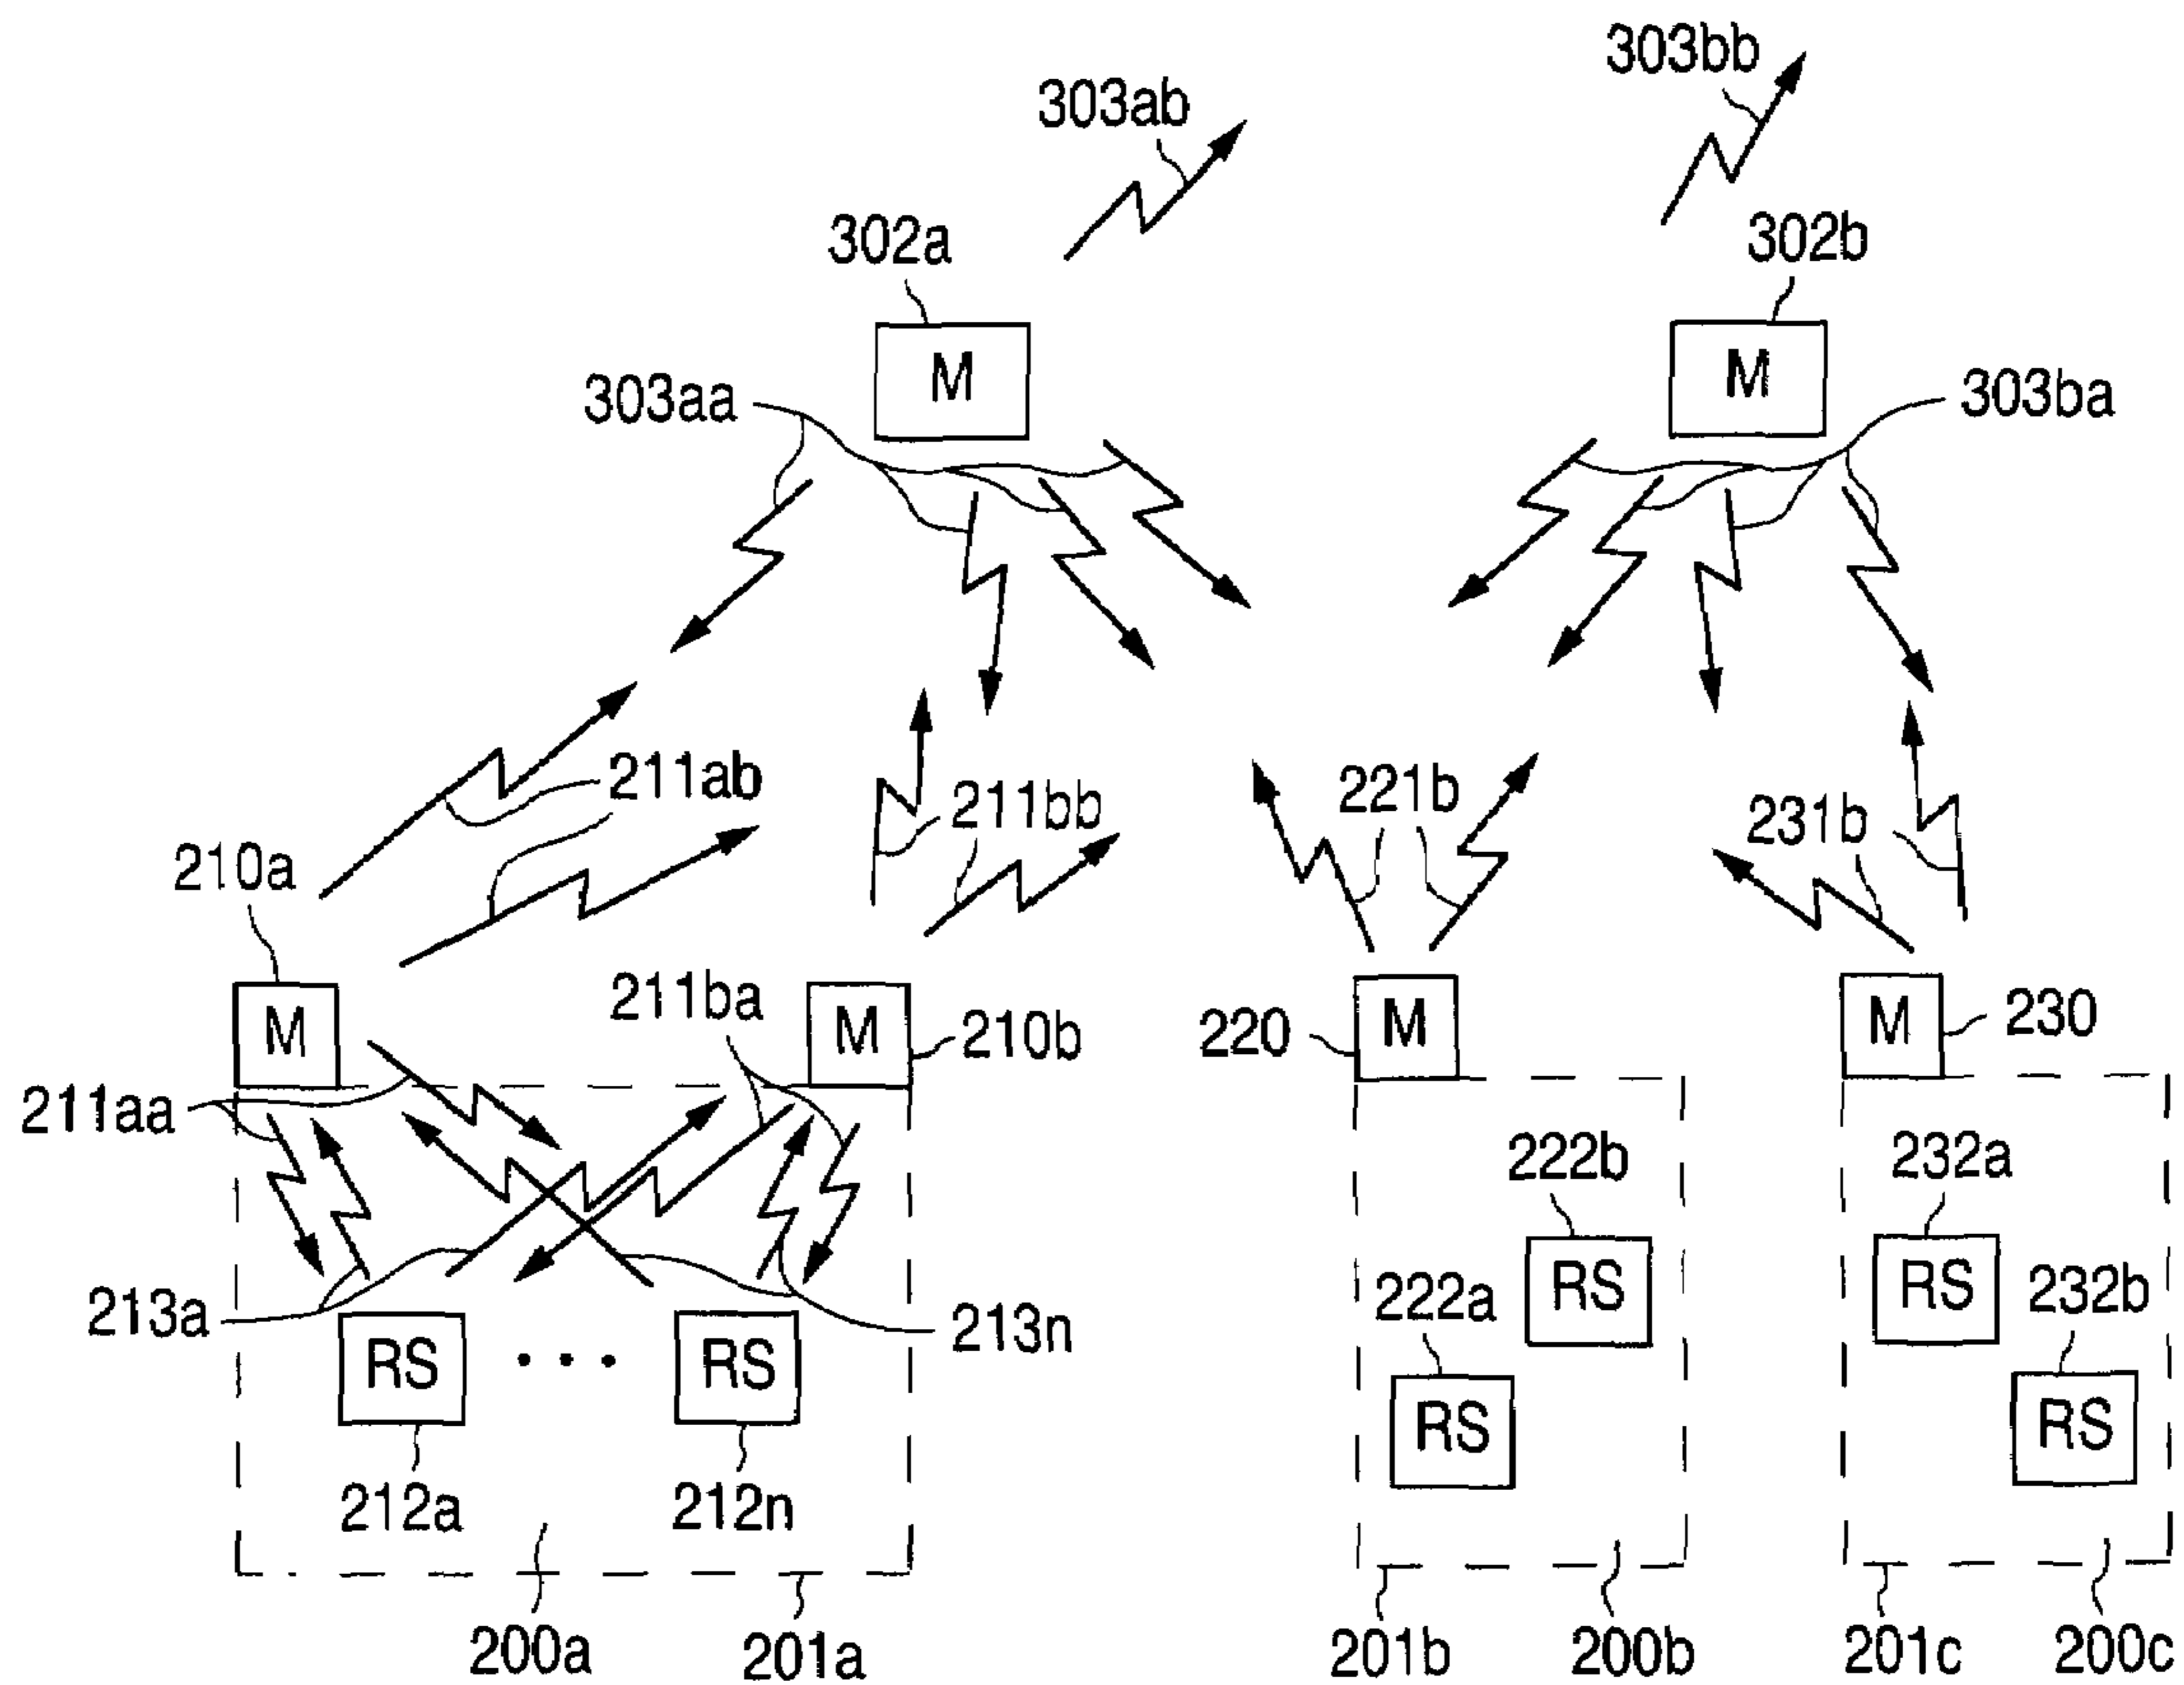 303bb
303ab
302a
302b
M
M
303aa
303ba
211ab
211bb
221b
231b
210a
211ba
M
M
210b
220
M
M
230
211aa
222b
232a
213a
213n
222a
RS
RS
232b
RS
• • •
RS
RS
RS
212a
212n
200a
201a
201b
200b
201c
200c